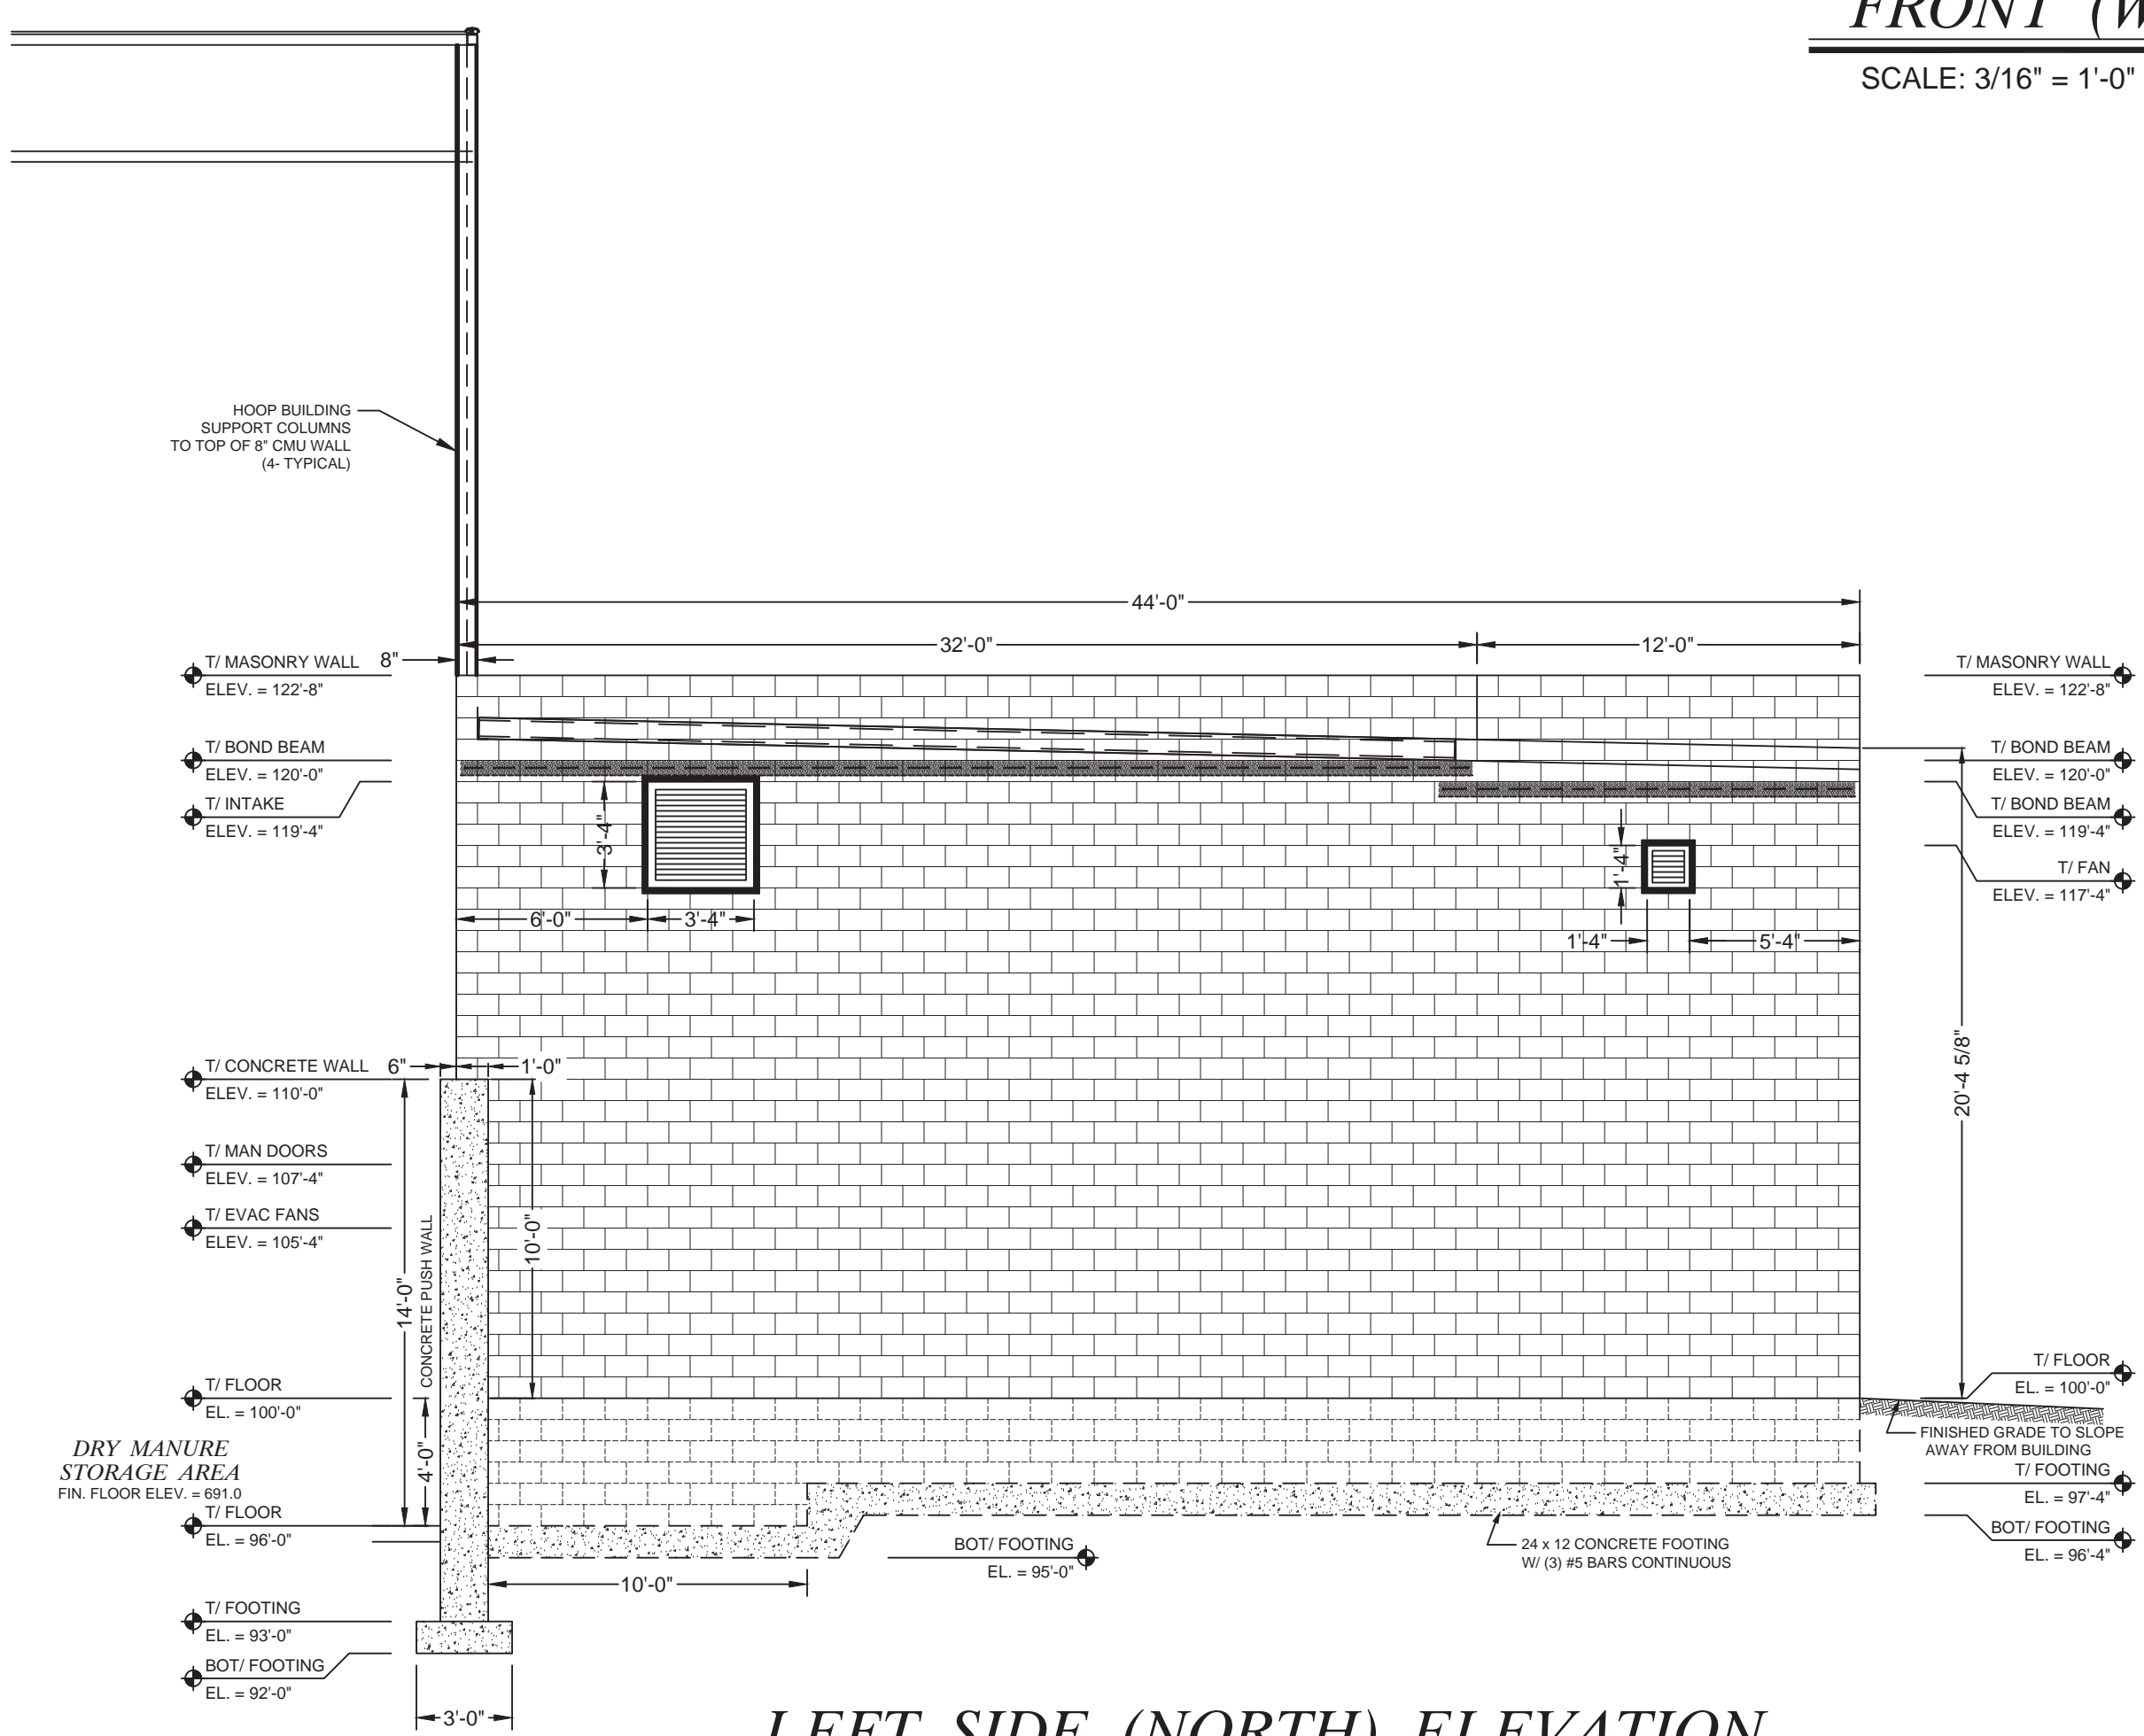 FRONT (W
SCALE: 3/16" = 1'-0"
HOOP BUILDING
SUPPORT COLUMNS
TO TOP OF 8" CMU WALL
(4- TYPICAL)
44'-0"
32'-0"
12'-0"
T/ MASONRY WALL
ELEV. = 122'-8"
8"
T/ MASONRY WALL
ELEV. = 122'-8"
T/ BOND BEAM
ELEV. = 120'-0"
T/ INTAKE
ELEV. = 119'-4"
T/ BOND BEAM
ELEV. = 120'-0"
T/ BOND BEAM
ELEV. = 119'-4"
T/ FAN
ELEV. = 117'-4"
3'-4"
6'-0"
3'-4"
1'-4"
1'-4"
5'-4"
20'-4 5/8"
T/ CONCRETE WALL
ELEV. = 110'-0"
6"
1'-0"
T/ MAN DOORS
ELEV. = 107'-4"
T/ EVAC FANS
ELEV. = 105'-4"
14'-0"
CONCRETE PUSH WALL
10'-0"
T/ FLOOR
EL. = 100'-0"
4'-0"
DRY MANURE
STORAGE AREA
FIN. FLOOR ELEV. = 691.0
T/ FLOOR
EL. = 96'-0"
T/ FLOOR
EL. = 100'-0"
FINISHED GRADE TO SLOPE
AWAY FROM BUILDING
T/ FOOTING
EL. = 97'-4"
BOT/ FOOTING
EL. = 96'-4"
BOT/ FOOTING
EL. = 95'-0"
24 x 12 CONCRETE FOOTING
W/ (3) #5 BARS CONTINUOUS
10'-0"
T/ FOOTING
EL. = 93'-0"
BOT/ FOOTING
EL. = 92'-0"
3'-0"
LEFT SIDE (NORTH) ELEVATION